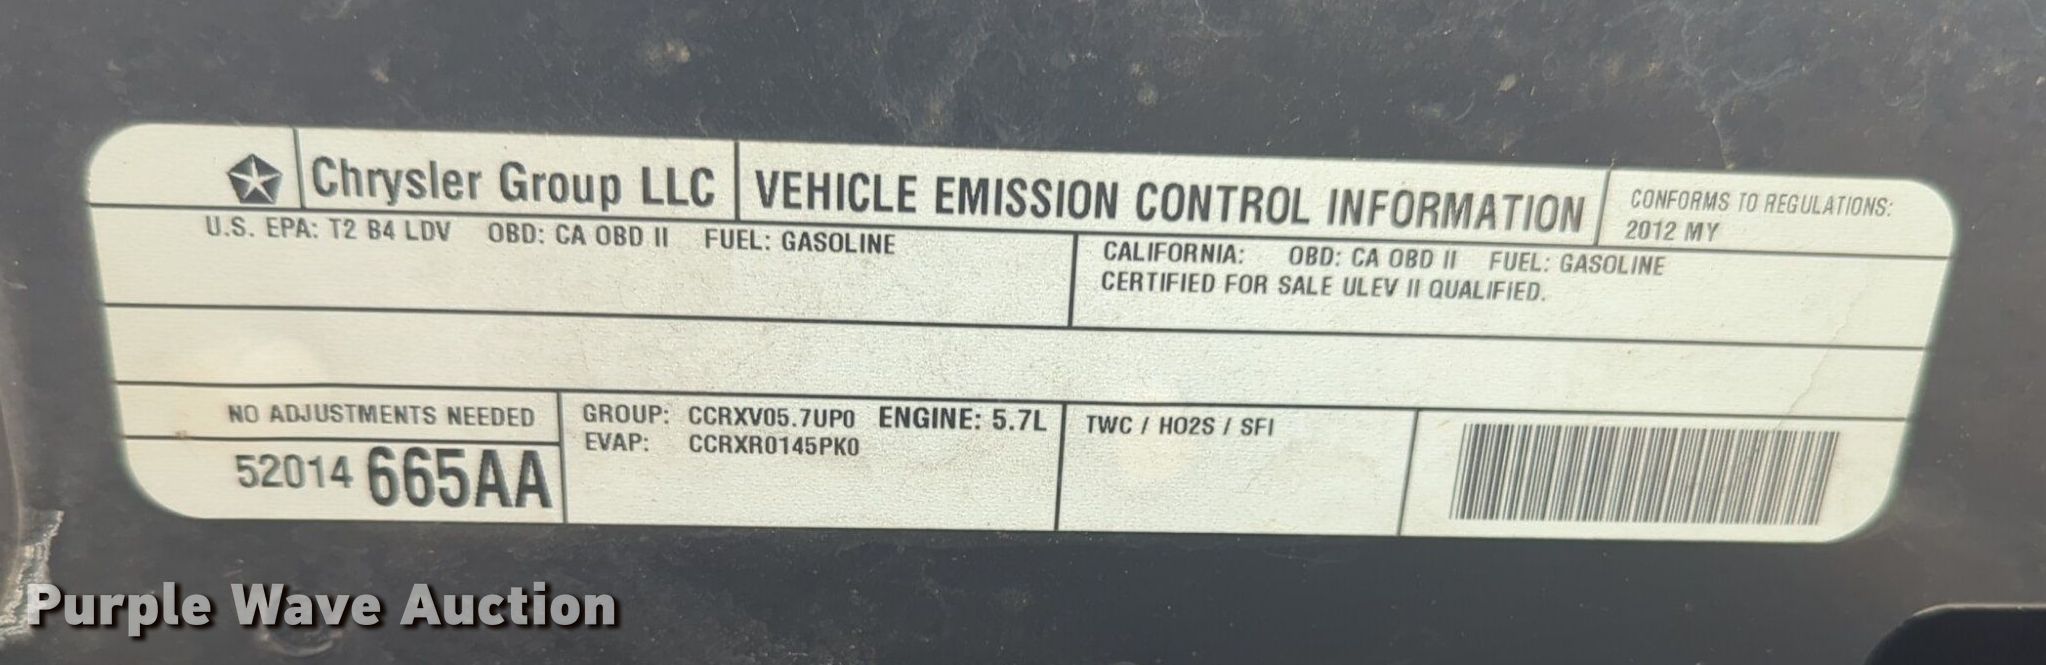 Chrysler Group LLC
VEHICLE EMISSION CONTROL INFORMATION
CONFORMS TO REGULATIONS:
2012 MY
U.S. EPA: T2 B4 LDV OBD: CA OBD II FUEL: GASOLINE
CALIFORNIA: OBD: CA OBD II FUEL: GASOLINE
CERTIFIED FOR SALE ULEV II QUALIFIED.
NO ADJUSTMENTS NEEDED
52014 665AA
GROUP: CCRXV05.7UP0 ENGINE: 5.7L
EVAP: CCRXR0145PK0
TWC / HO2S / SFI
Purple Wave Auction